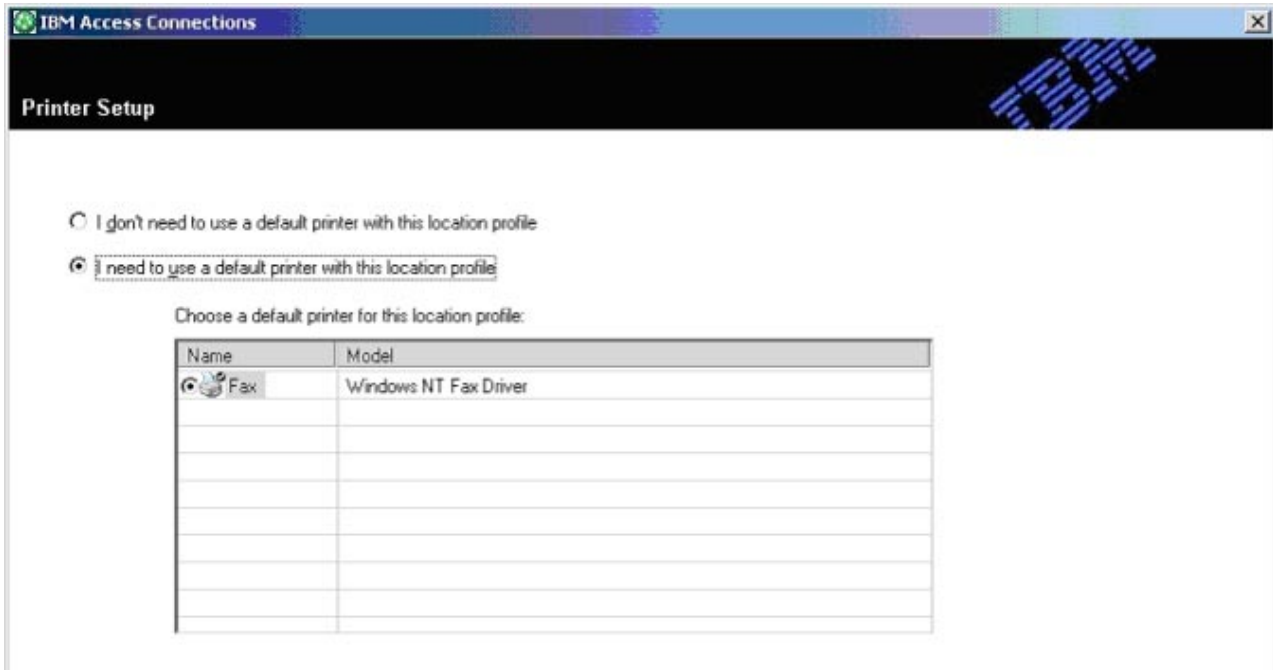 IBM Access Connections
IBM
Printer Setup
I don't need to use a default printer with this location profile
I need to use a default printer with this location profile
Choose a default printer for this location profile:
Name Model
Fax Windows NT Fax Driver